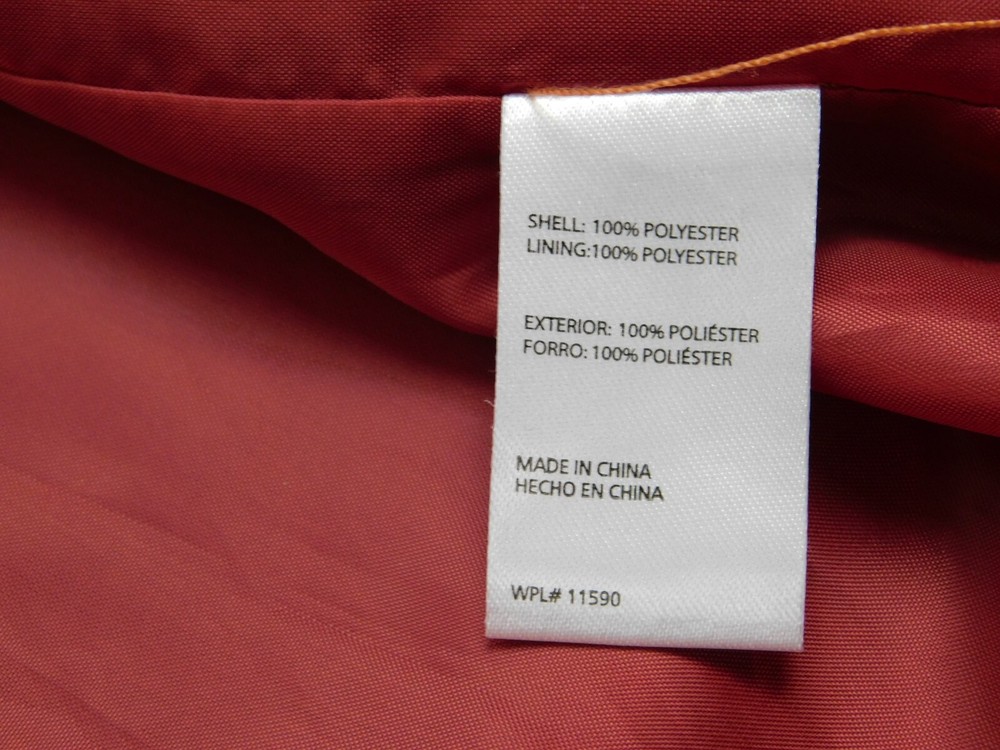 SHELL: 100% POLYESTER
LINING:100% POLYESTER
EXTERIOR: 100% POLIÉSTER
FORRO: 100% POLIÉSTER
MADE IN CHINA
HECHO EN CHINA
WPL# 11590